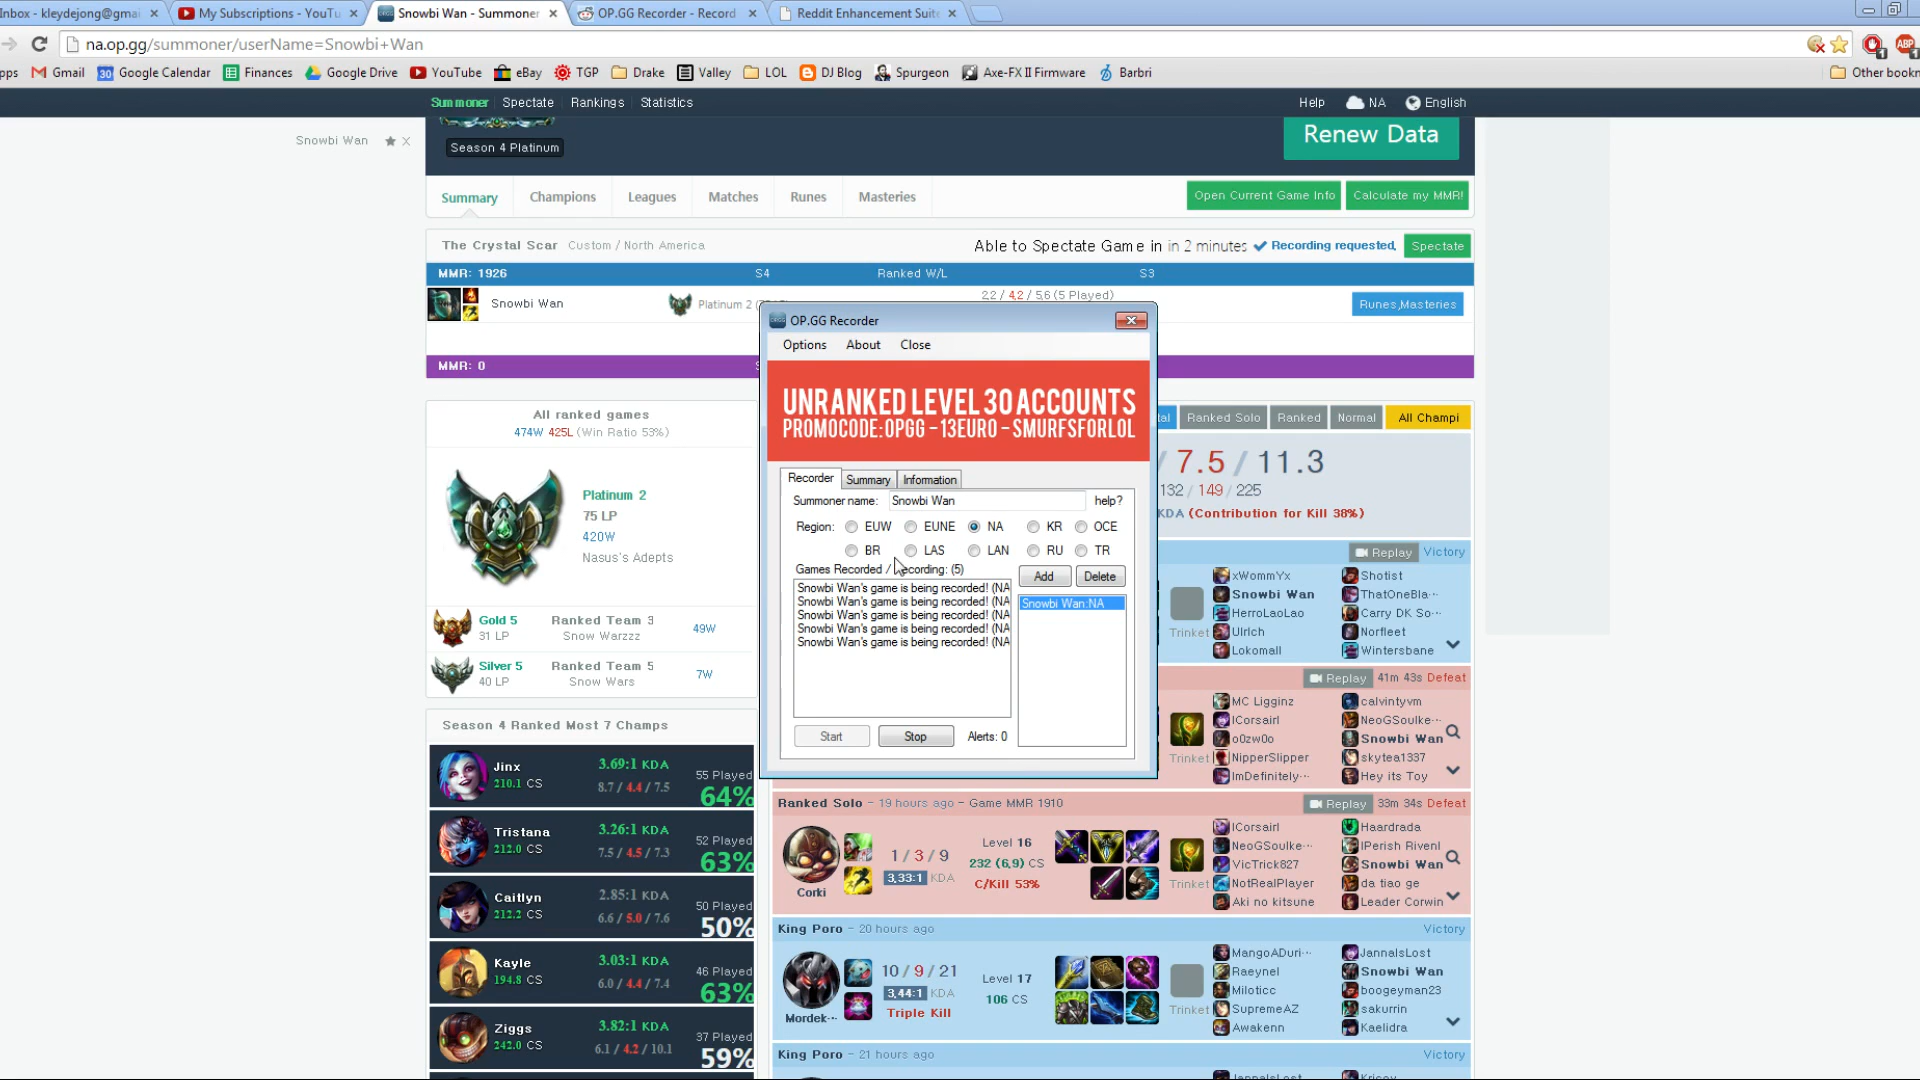 Inbox - kleydejong@gmai
My Subscriptions - YouTu
Snowbi Wan - Summoner
OP.GG Recorder - Record
Reddit Enhancement Suite
na.op.gg/summoner/userName=Snowbi+Wan
pps Gmail Google Calendar Finances Google Drive YouTube eBay TGP Drake Valley LOL DJ Blog Spurgeon Axe-FX II Firmware Barbri Other bookm
Summoner Spectate Rankings Statistics Help NA English
Snowbi Wan
Season 4 Platinum
Renew Data
Summary Champions Leagues Matches Runes Masteries Open Current Game Info Calculate my MMR!
The Crystal Scar Custom / North America Able to Spectate Game in in 2 minutes Recording requested, Spectate
MMR: 1926 S4 Ranked W/L S3
Snowbi Wan Platinum 2 2,2 / 4,2 / 5,6 (5 Played) Runes,Masteries
MMR: 0
OP.GG Recorder
Options About Close
UNRANKED LEVEL 30 ACCOUNTS
PROMOCODE:OPGG - 13EURO - SMURFSFORLOL
Recorder Summary Information
Summoner name: Snowbi Wan help?
Region: EUW EUNE NA KR OCE
BR LAS LAN RU TR
Games Recorded / Recording: (5)
Add Delete
Snowbi Wan's game is being recorded! (NA
Snowbi Wan's game is being recorded! (NA
Snowbi Wan's game is being recorded! (NA
Snowbi Wan's game is being recorded! (NA
Snowbi Wan's game is being recorded! (NA
Snowbi Wan:NA
Start Stop Alerts: 0
All ranked games
474W 425L (Win Ratio 53%)
Platinum 2
75 LP
420W
Nasus's Adepts
Gold 5 Ranked Team 3
31 LP Snow Warzzz 49W
Silver 5 Ranked Team 5
40 LP Snow Wars 7W
Season 4 Ranked Most 7 Champs
Jinx 3.69:1 KDA 55 Played
210.1 CS 8.7 / 4.4 / 7.5 64%
Tristana 3.26:1 KDA 52 Played
212.0 CS 7.5 / 4.5 / 7.3 63%
Caitlyn 2.85:1 KDA 50 Played
212.2 CS 6.6 / 5.0 / 7.6 50%
Kayle 3.03:1 KDA 46 Played
194.8 CS 6.0 / 4.4 / 7.4 63%
Ziggs 3.82:1 KDA 37 Played
242.0 CS 6.1 / 4.2 / 10.1 59%
tal Ranked Solo Ranked Normal All Champi
/ 7.5 / 11.3
132 / 149 / 225
KDA (Contribution for Kill 38%)
Replay Victory
Trinket
xWommYx Shotist
Snowbi Wan ThatOneBla···
HerroLaoLao Carry DK So···
Ulrich Norfleet
Lokomall Wintersbane
Replay 41m 43s Defeat
Trinket
MC Ligginz calvintyvm
ICorsairI NeoGSoulke···
o0zw0o Snowbi Wan
NipperSlipper skytea1337
ImDefinitely··· Hey its Toy
Ranked Solo - 19 hours ago - Game MMR 1910 Replay 33m 34s Defeat
Corki
1 / 3 / 9
3,33:1 KDA
Level 16
232 (6,9) CS
C/Kill 53%
Trinket
ICorsairI Haardrada
NeoGSoulke··· IPerish RivenI
VicTrick827 Snowbi Wan
NotRealPlayer da tiao ge
Aki no kitsune Leader Corwin
King Poro - 20 hours ago Victory
Mordek···
10 / 9 / 21
3,44:1 KDA
Triple Kill
Level 17
106 CS
Trinket
MangoADuri··· JannaIsLost
Raeynel Snowbi Wan
Miloticc boogeyman23
SupremeAZ sakurrin
Awakenn Kaelidra
King Poro - 21 hours ago Victory